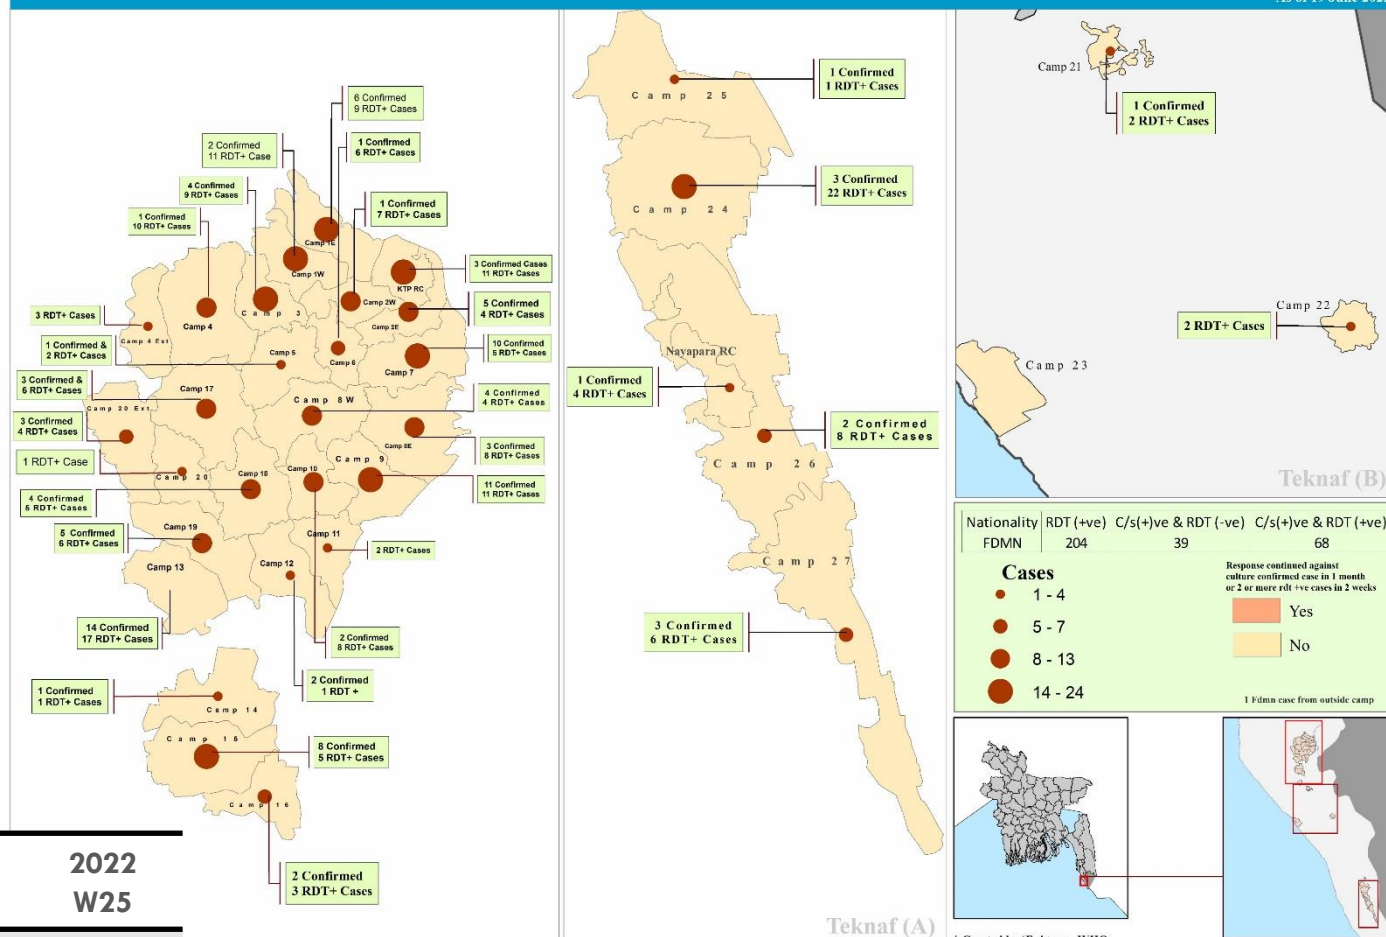 6 Confirmed
9 RDT+ Cases
2 Confirmed
11 RDT+ Case
1 Confirmed
6 RDT+ Cases
4 Confirmed
9 RDT+ Cases
1 Confirmed
7 RDT+ Cases
1 Confirmed
10 RDT+ Cases
Camp 1E
Camp 1W
3 Confirmed Cases
11 RDT+ Cases
KTP RC
Camp 2W
5 Confirmed
4 RDT+ Cases
3 RDT+ Cases
Camp 4
Camp 3
Camp 2E
Camp 4 Ext
1 Confirmed &
2 RDT+ Cases
Camp 5
Camp 6
Camp 7
10 Confirmed
5 RDT+ Cases
3 Confirmed &
6 RDT+ Cases
Camp 17
Camp 8W
4 Confirmed
4 RDT+ Cases
Camp 20 Ext
3 Confirmed
4 RDT+ Cases
Camp 8E
3 Confirmed
8 RDT+ Cases
1 RDT+ Case
Camp 9
Camp 20
Camp 18
Camp 10
11 Confirmed
11 RDT+ Cases
4 Confirmed
5 RDT+ Cases
Camp 19
5 Confirmed
6 RDT+ Cases
Camp 11
2 RDT+ Cases
Camp 13
Camp 12
14 Confirmed
17 RDT+ Cases
2 Confirmed
8 RDT+ Cases
2 Confirmed
1 RDT +
1 Confirmed
1 RDT+ Cases
Camp 14
Camp 15
8 Confirmed
5 RDT+ Cases
Camp 16
2 Confirmed
3 RDT+ Cases
2022
W25
1 Confirmed
1 RDT+ Cases
Camp 25
3 Confirmed
22 RDT+ Cases
Camp 24
Nayapara RC
1 Confirmed
4 RDT+ Cases
2 Confirmed
8 RDT+ Cases
Camp 26
Camp 27
3 Confirmed
6 RDT+ Cases
Teknaf (A)
Camp 21
1 Confirmed
2 RDT+ Cases
Camp 22
2 RDT+ Cases
Camp 23
Teknaf (B)
Nationality RDT (+ve) C/s(+)ve & RDT (-ve) C/s(+)ve & RDT (+ve)
FDMN 204 39 68
Cases
1 - 4
5 - 7
8 - 13
14 - 24
Response continued against
culture confirmed case in 1 month
or 2 or more rdt +ve cases in 2 weeks
Yes
No
1 Fdmn case from outside camp